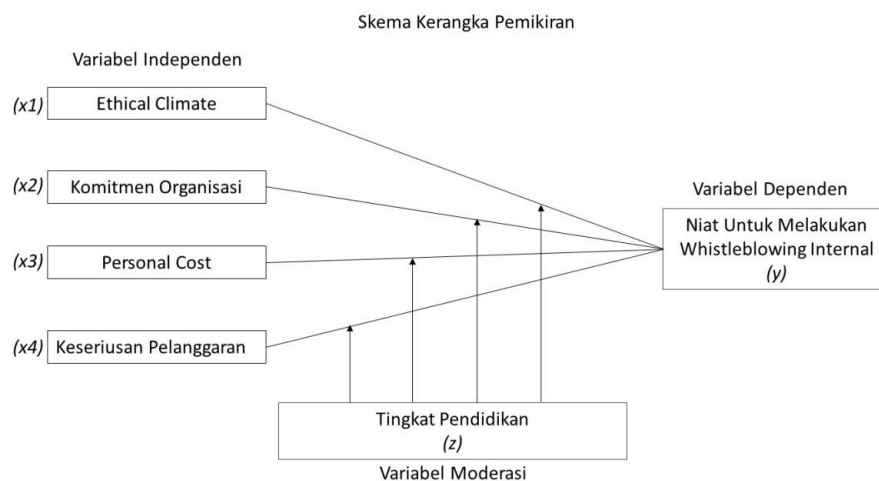 Skema Kerangka Pemikiran
Variabel Independen
(x1) Ethical Climate
(x2) Komitmen Organisasi
(x3) Personal Cost
(x4) Keseriusan Pelanggaran
Variabel Dependen
Niat Untuk Melakukan
Whistleblowing Internal
(y)
Tingkat Pendidikan
(z)
Variabel Moderasi